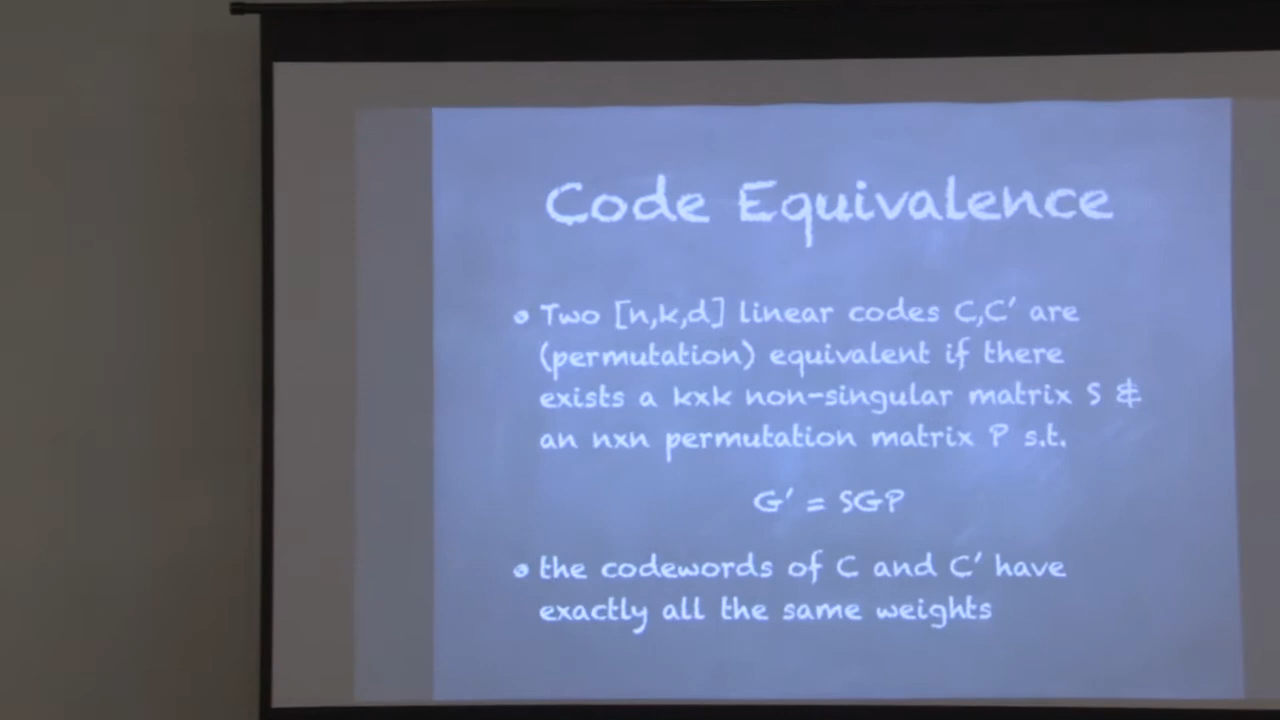 Code Equivalence
• Two [n,k,d] linear codes C,C' are
(permutation) equivalent if there
exists a kxk non-singular matrix S &
an nxn permutation matrix P s.t.
G' = SGP
• the codewords of C and C' have
exactly all the same weights